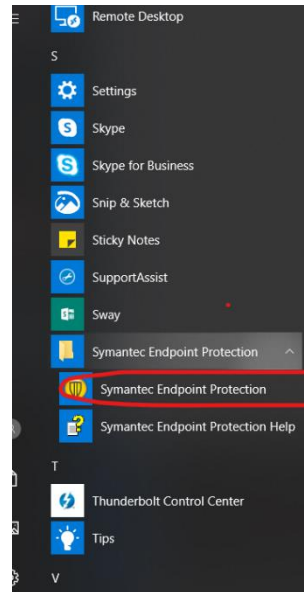 Remote Desktop
S
Settings
Skype
Skype for Business
Snip & Sketch
Sticky Notes
SupportAssist
Sway
Symantec Endpoint Protection
Symantec Endpoint Protection
Symantec Endpoint Protection Help
T
Thunderbolt Control Center
Tips
V